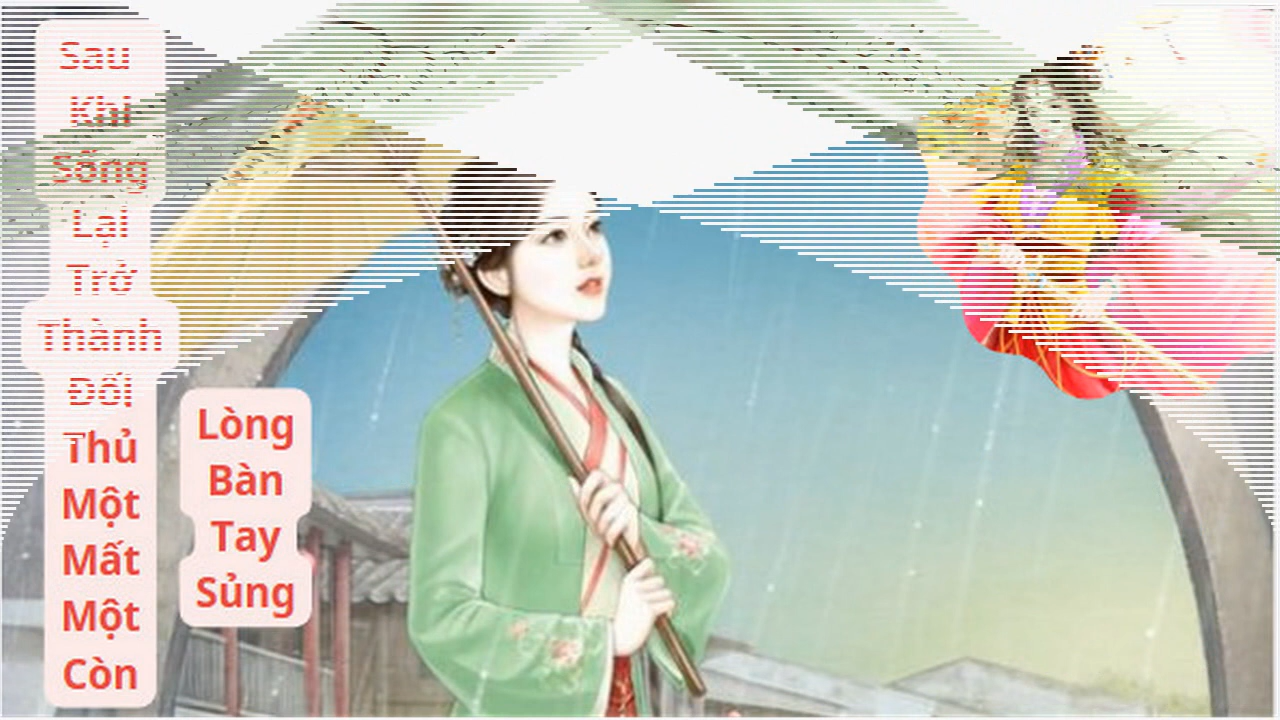 Sau
Khi
Sống
Lại
Trở
Thành
Đối
Thủ
Một
Mất
Một
Còn
Lòng
Bàn
Tay
Sủng